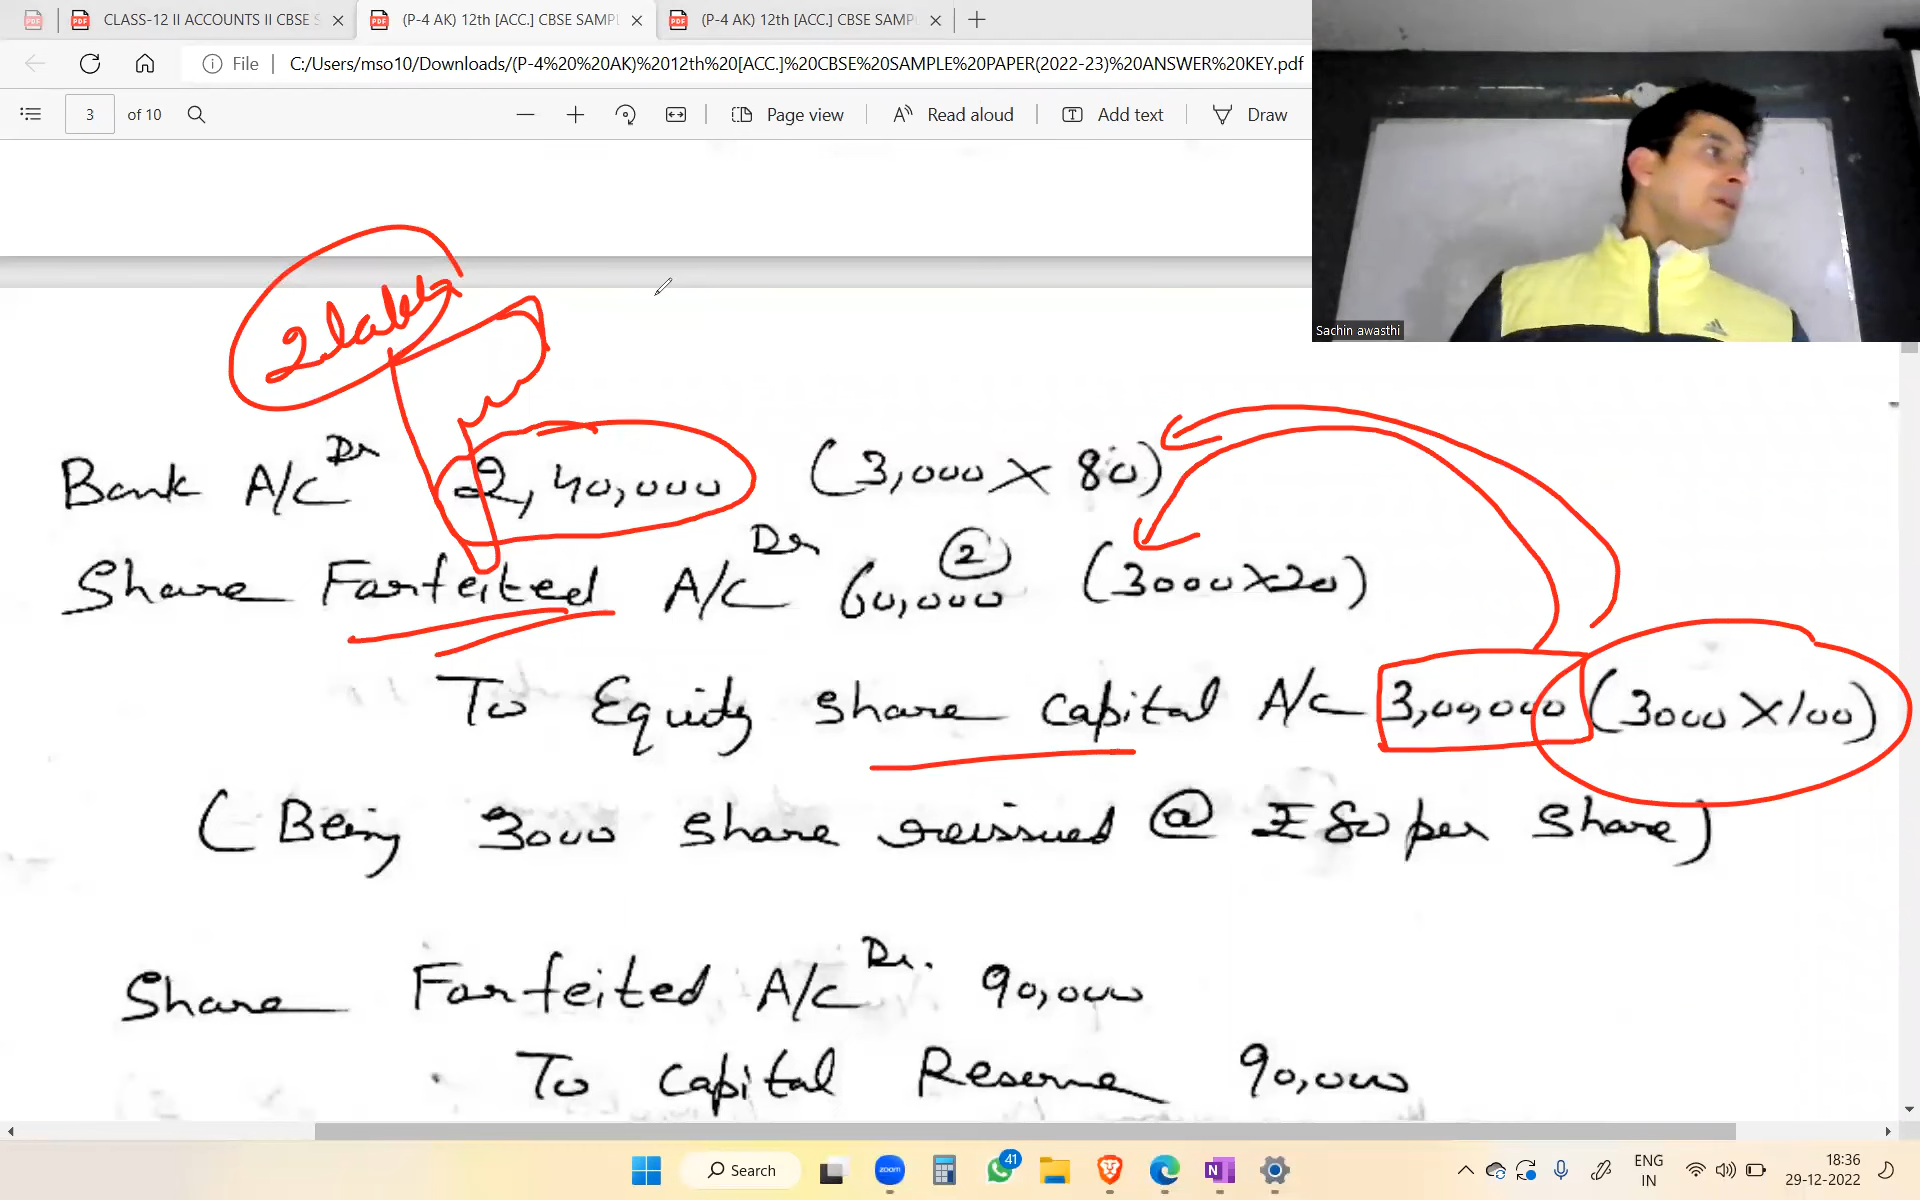 CLASS-12 II ACCOUNTS II CBSE S
(P-4 AK) 12th [ACC.] CBSE SAMPL
(P-4 AK) 12th [ACC.] CBSE SAMP
File C:/Users/mso10/Downloads/(P-4%20%20AK)%2012th%20[ACC.]%20CBSE%20SAMPLE%20PAPER(2022-23)%20ANSWER%20KEY.pdf
3 of 10 Page view Read aloud Add text Draw
Sachin awasthi
2 lakh
Bank A/C Dr 2,40,000 (3,000 X 80)
Share Farfeited A/C Dr 60,000 2 (3000X20)
To Equity Share Capital A/C 3,00,000 (3000 X 100)
(Being 3000 Share reissued @ ₹ 80 per Share)
Share Farfeited A/C Dr. 90,000
To Capital Reserve 90,000
zoom
Search
41
ENG
IN
18:36
29-12-2022